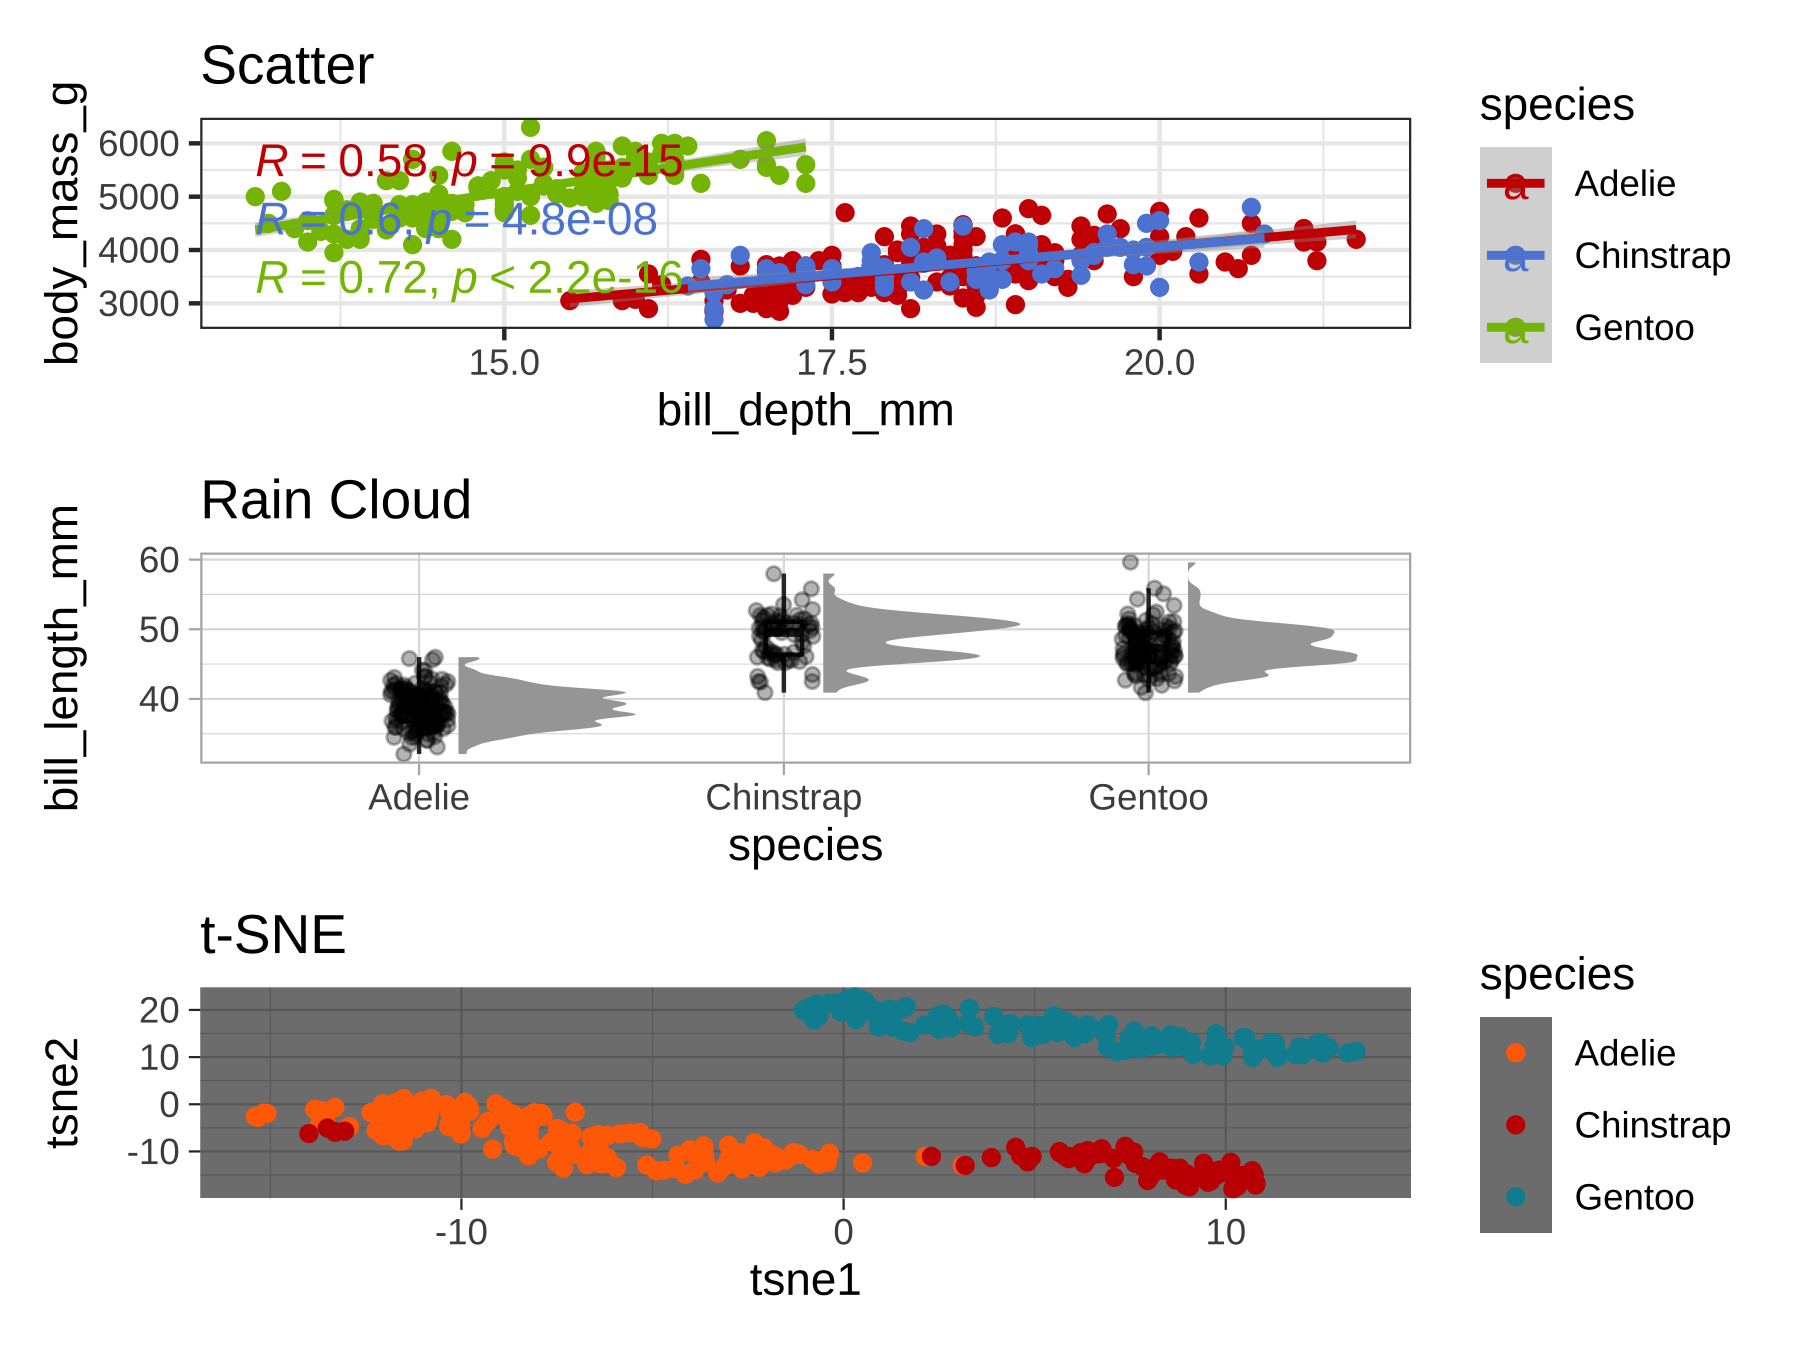 Scatter
body_mass_g
6000
5000
4000
3000
R = 0.58, p = 9.9e-15
R = 0.6, p = 4.8e-08
R = 0.72, p < 2.2e-16
15.0 17.5 20.0
bill_depth_mm
species
a Adelie
a Chinstrap
a Gentoo
Rain Cloud
bill_length_mm
60
50
40
Adelie Chinstrap Gentoo
species
t-SNE
tsne2
20
10
0
-10
-10 0 10
tsne1
species
Adelie
Chinstrap
Gentoo